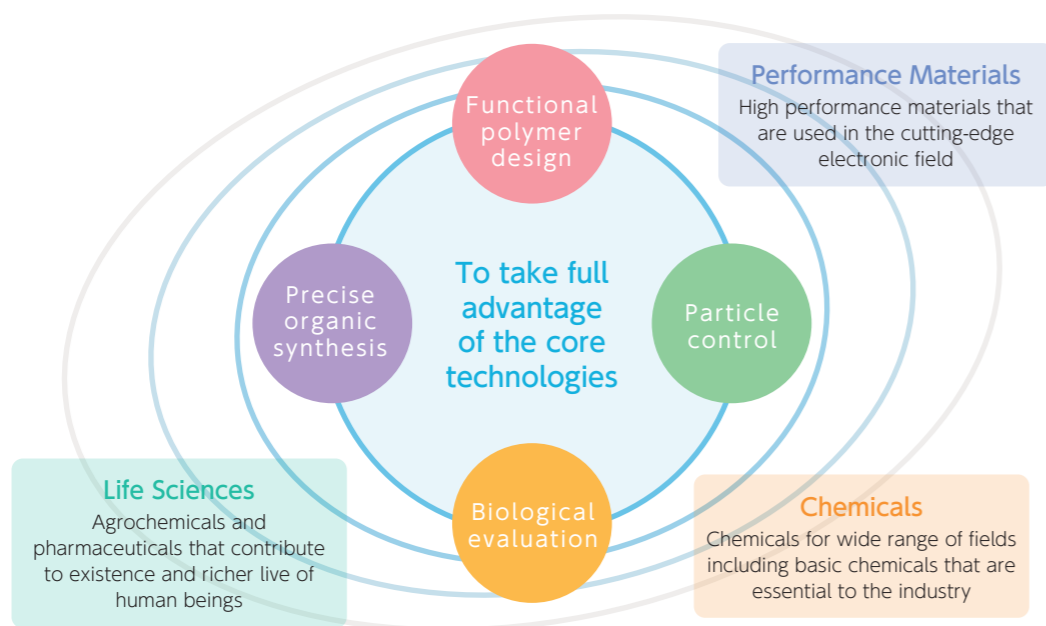 Functional
polymer
design
Performance Materials
High performance materials that
are used in the cutting-edge
electronic field
Precise
organic
synthesis
To take full
advantage
of the core
technologies
Particle
control
Life Sciences
Agrochemicals and
pharmaceuticals that contribute
to existence and richer live of
human beings
Biological
evaluation
Chemicals
Chemicals for wide range of fields
including basic chemicals that are
essential to the industry